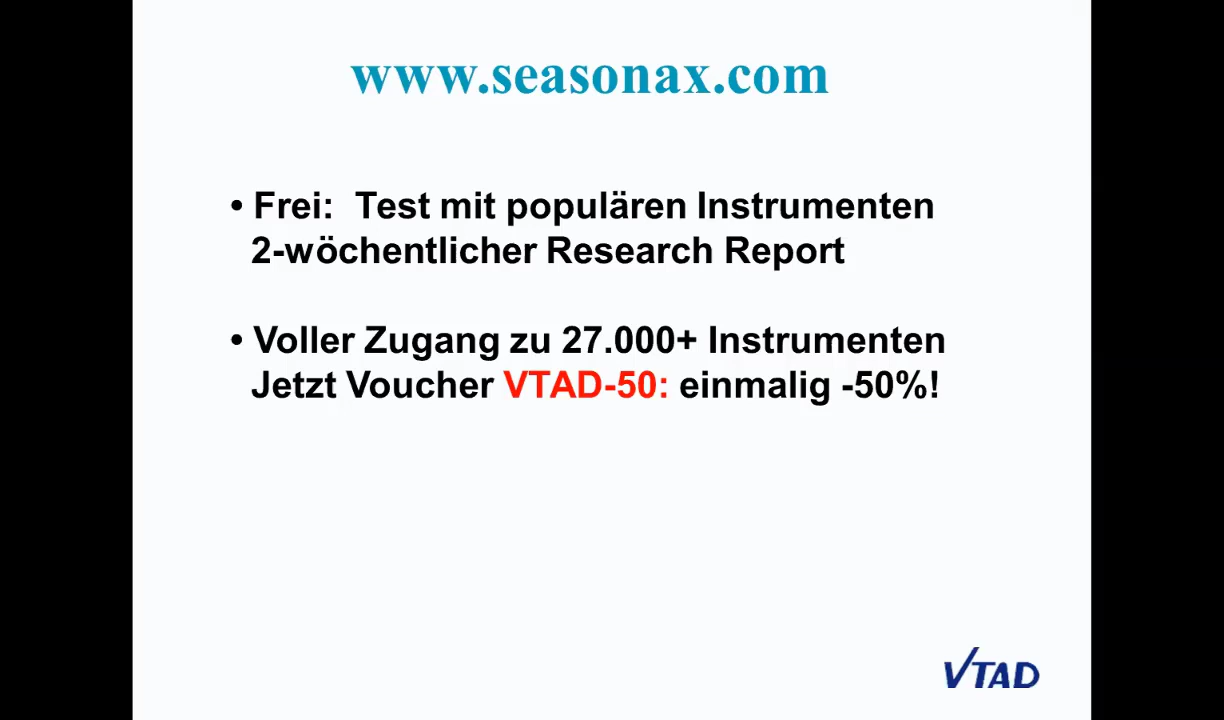 www.seasonax.com
• Frei:  Test mit populären Instrumenten
2-wöchentlicher Research Report
• Voller Zugang zu 27.000+ Instrumenten
Jetzt Voucher VTAD-50: einmalig -50%!
VTAD